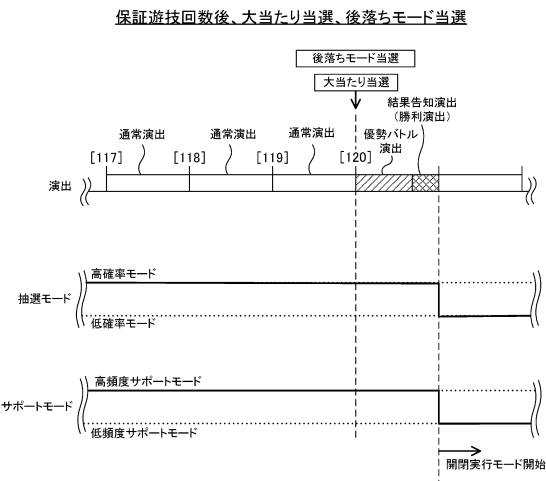 保証遊技回数後、大当たり当選、後落ちモード当選
後落ちモード当選
大当たり当選
結果告知演出
(勝利演出)
通常演出
通常演出
通常演出
優勢バトル
演出
[117]
[118]
[119]
[120]
演出
高確率モード
抽選モード
低確率モード
高頻度サポートモード
サポートモード
低頻度サポートモード
開閉実行モード開始